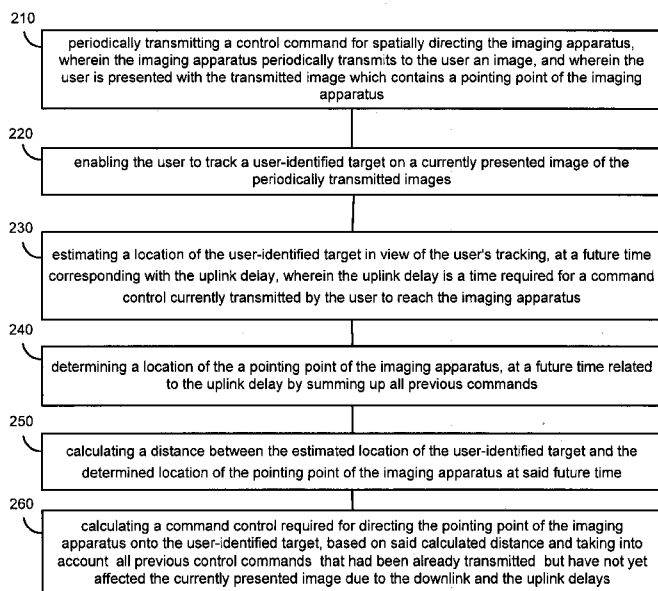 210
periodically transmitting a control command for spatially directing the imaging apparatus,
wherein the imaging apparatus periodically transmits to the user an image, and wherein the
user is presented with the transmitted image which contains a pointing point of the imaging
apparatus
220
enabling the user to track a user-identified target on a currently presented image of the
periodically transmitted images
230
estimating a location of the user-identified target in view of the user's tracking, at a future time
corresponding with the uplink delay, wherein the uplink delay is a time required for a command
control currently transmitted by the user to reach the imaging apparatus
240
determining a location of the a pointing point of the imaging apparatus, at a future time related
to the uplink delay by summing up all previous commands
250
calculating a distance between the estimated location of the user-identified target and the
determined location of the pointing point of the imaging apparatus at said future time
260
calculating a command control required for directing the pointing point of the imaging
apparatus onto the user-identified target, based on said calculated distance and taking into
account all previous control commands that had been already transmitted but have not yet
affected the currently presented image due to the downlink and the uplink delays